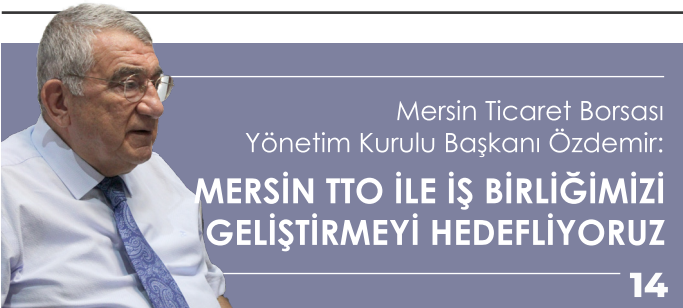 Mersin Ticaret Borsası
Yönetim Kurulu Başkanı Özdemir:
MERSİN TTO İLE İŞ BİRLİĞİMİZİ
GELİŞTİRMEYİ HEDEFLİYORUZ
14